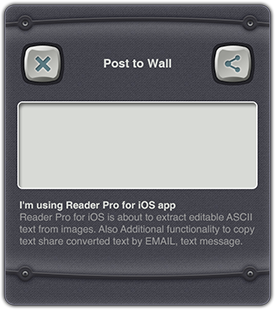 Post to Wall
I'm using Reader Pro for iOS app
Reader Pro for iOS is about to extract editable ASCII
text from images. Also Additional functionality to copy
text share converted text by EMAIL, text message.